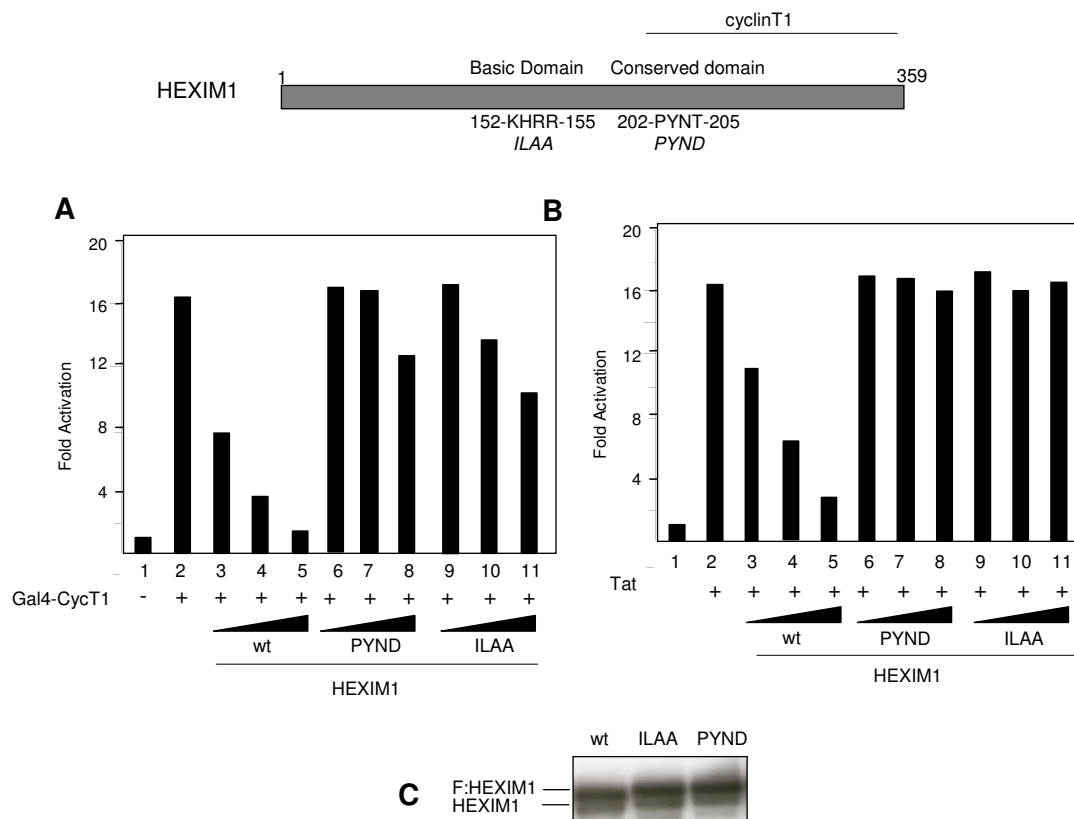 cyclinT1
Basic Domain Conserved domain
HEXIM1 1 359
152-KHRR-155 202-PYNT-205
ILAA PYND
A
20
16
12
8
4
Fold Activation
1 2 3 4 5 6 7 8 9 10 11
Gal4-CycT1 - + + + + + + + + + +
wt PYND ILAA
HEXIM1
B
20
16
12
8
4
Fold Activation
1 2 3 4 5 6 7 8 9 10 11
Tat + + + + + + + + + +
wt PYND ILAA
HEXIM1
wt ILAA PYND
C F:HEXIM1
HEXIM1